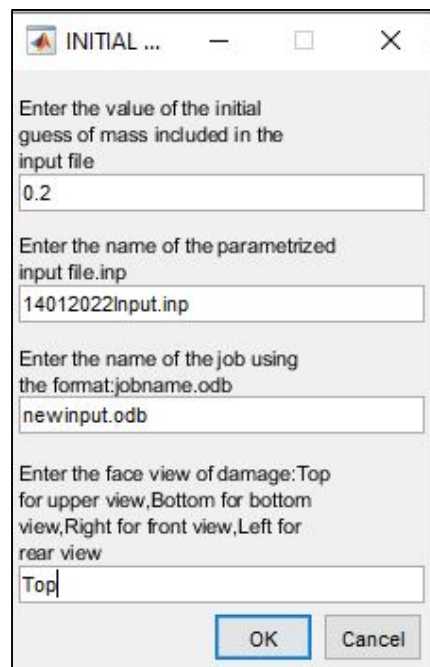 INITIAL ...
Enter the value of the initial
guess of mass included in the
input file
0.2
Enter the name of the parametrized
input file.inp
14012022Input.inp
Enter the name of the job using
the format:jobname.odb
newinput.odb
Enter the face view of damage:Top
for upper view,Bottom for bottom
view,Right for front view,Left for
rear view
Top
OK Cancel